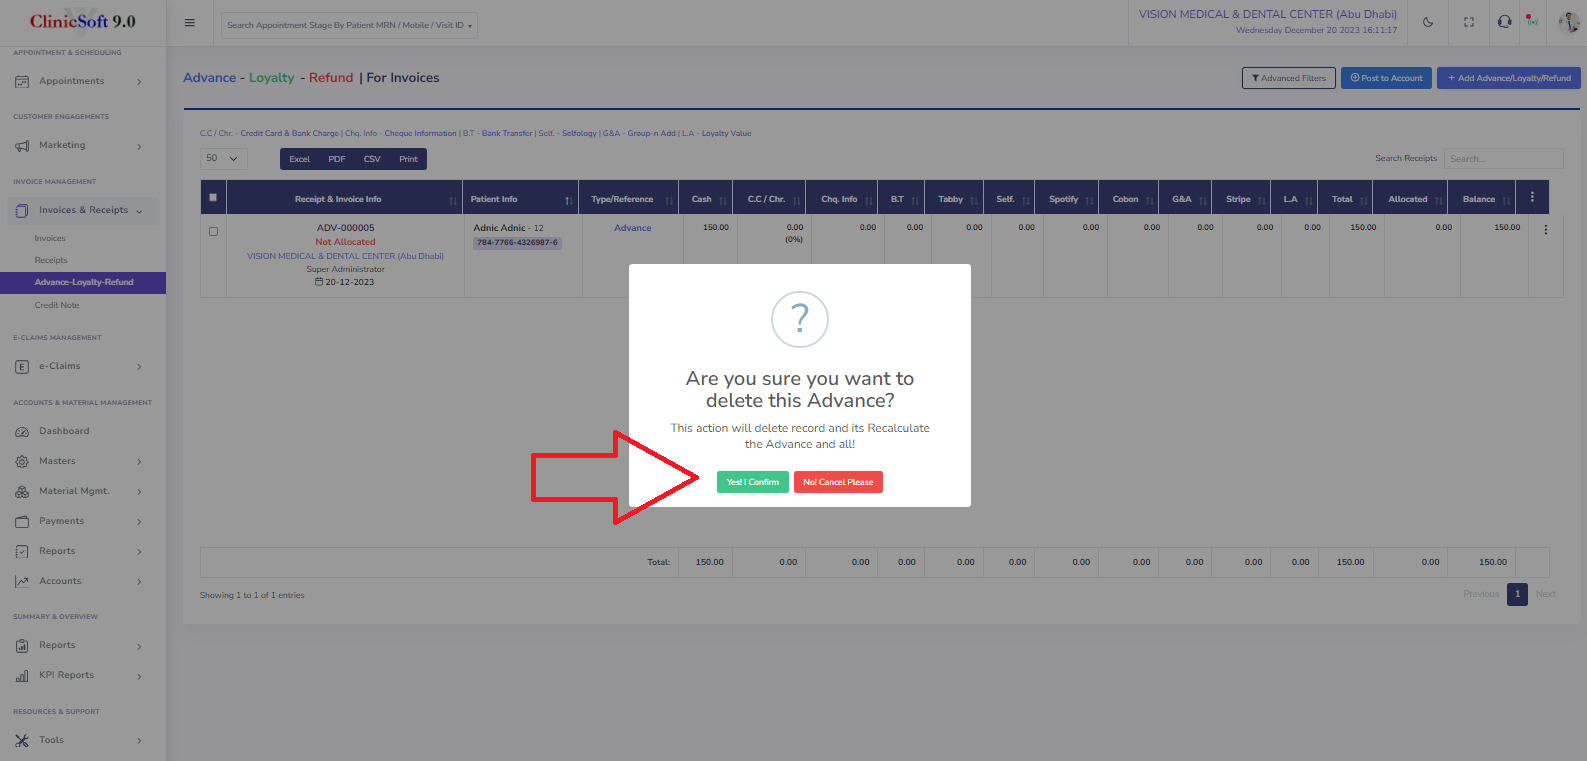 ClinicSoft 9.0
Search Appointment Stage By Patient MRN / Mobile / Visit ID
VISION MEDICAL & DENTAL CENTER (Abu Dhabi)
Wednesday December 20 2023 16:11:17
APPOINTMENT & SCHEDULING
Appointments
CUSTOMER ENGAGEMENTS
Marketing
INVOICE MANAGEMENT
Invoices & Receipts
Invoices
Receipts
Advance-Loyalty-Refund
Credit Note
E-CLAIMS MANAGEMENT
E e-Claims
ACCOUNTS & MATERIAL MANAGEMENT
Dashboard
Masters
Material Mgmt.
Payments
Reports
Accounts
SUMMARY & OVERVIEW
Reports
KPI Reports
RESOURCES & SUPPORT
Tools
Advance - Loyalty - Refund | For Invoices
Advanced Filters
Post to Account
+ Add Advance/Loyalty/Refund
C.C / Chr. - Credit Card & Bank Charge | Chq. Info - Cheque Information | B.T - Bank Transfer | Self. - Selfology | G&A - Group-n Add | L.A - Loyalty Value
50
Excel PDF CSV Print
Search Receipts Search...
Receipt & Invoice Info Patient Info Type/Reference Cash C.C / Chr. Chq. Info B.T Tabby Self. Spotify Cobon G&A Stripe L.A Total Allocated Balance
ADV-000005 Adnic Adnic - 12 Advance 150.00 0.00 0.00 0.00 0.00 0.00 0.00 0.00 0.00 0.00 0.00 150.00 0.00 150.00
Not Allocated 784-7766-4326987-6 (0%)
VISION MEDICAL & DENTAL CENTER (Abu Dhabi)
Super Administrator
20-12-2023
?
Are you sure you want to
delete this Advance?
This action will delete record and its Recalculate
the Advance and all!
Yes! I Confirm No! Cancel Please
Total: 150.00 0.00 0.00 0.00 0.00 0.00 0.00 0.00 0.00 0.00 0.00 150.00 0.00 150.00
Showing 1 to 1 of 1 entries
Previous 1 Next